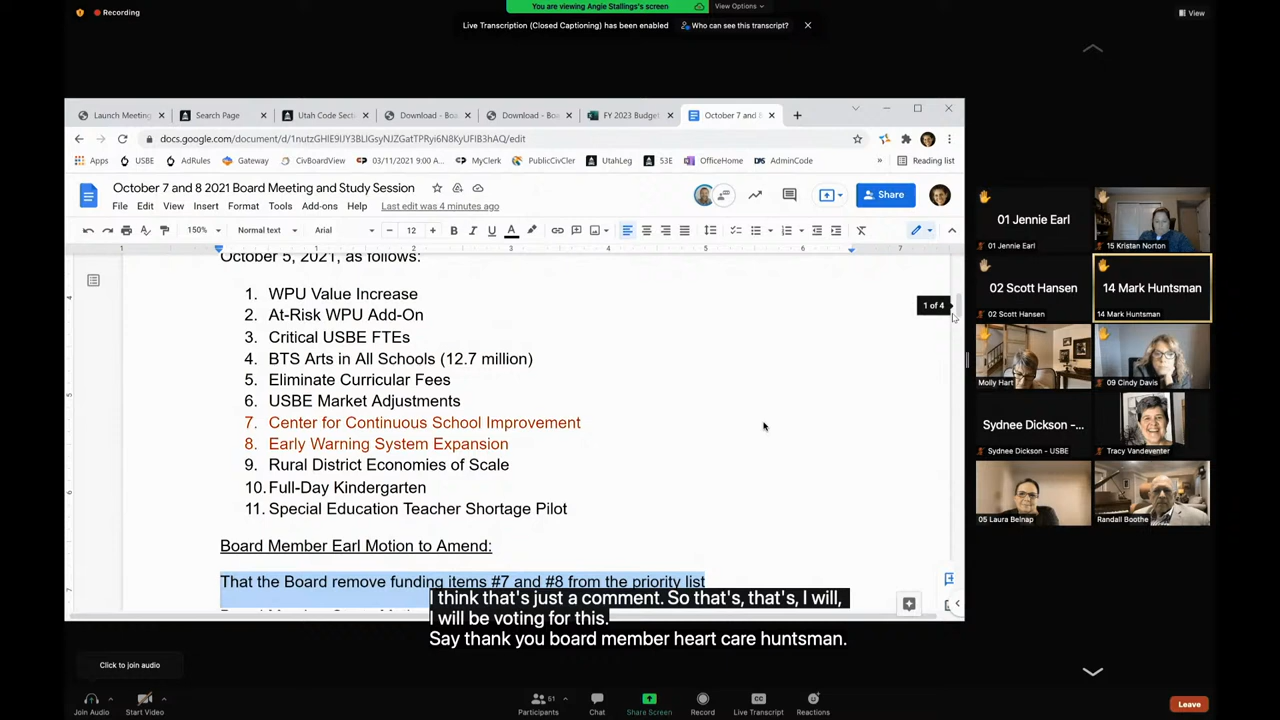 Recording
You are viewing Angie Stallings's screen
View Options
View
Live Transcription (Closed Captioning) has been enabled
Who can see this transcript?
Launch Meeting
Search Page
Utah Code Sect
Download - Boa
Download - Boa
FY 2023 Budget
October 7 and 8
docs.google.com/document/d/1nutzGHIE9IJY3BLJGsyNJZGatTPRyi6N8KyUFIB3hAQ/edit
Apps
USBE
AdRules
Gateway
CivBoardVIEW
03/11/2021 9:00 A...
MyClerk
PublicCivCler
UtahLeg
53E
OfficeHome
AdminCode
Reading list
October 7 and 8 2021 Board Meeting and Study Session
File Edit View Insert Format Tools Add-ons Help
Last edit was 4 minutes ago
Share
150%
Normal text
Arial
12
October 5, 2021, as follows:
1 of 4
1. WPU Value Increase
2. At-Risk WPU Add-On
3. Critical USBE FTEs
4. BTS Arts in All Schools (12.7 million)
5. Eliminate Curricular Fees
6. USBE Market Adjustments
7. Center for Continuous School Improvement
8. Early Warning System Expansion
9. Rural District Economies of Scale
10. Full-Day Kindergarten
11. Special Education Teacher Shortage Pilot
Board Member Earl Motion to Amend:
That the Board remove funding items #7 and #8 from the priority list
I think that's just a comment. So that's, that's, I will,
I will be voting for this.
Say thank you board member heart care huntsman.
01 Jennie Earl
01 Jennie Earl
15 Kristan Norton
02 Scott Hansen
02 Scott Hansen
14 Mark Huntsman
14 Mark Huntsman
Molly Hart
09 Cindy Davis
Sydnee Dickson -...
Sydnee Dickson - USBE
Tracy Vandeventer
05 Laura Belnap
Randall Boothe
Click to join audio
Join Audio
Start Video
61
Participants
Chat
Share Screen
Record
Live Transcript
Reactions
Leave